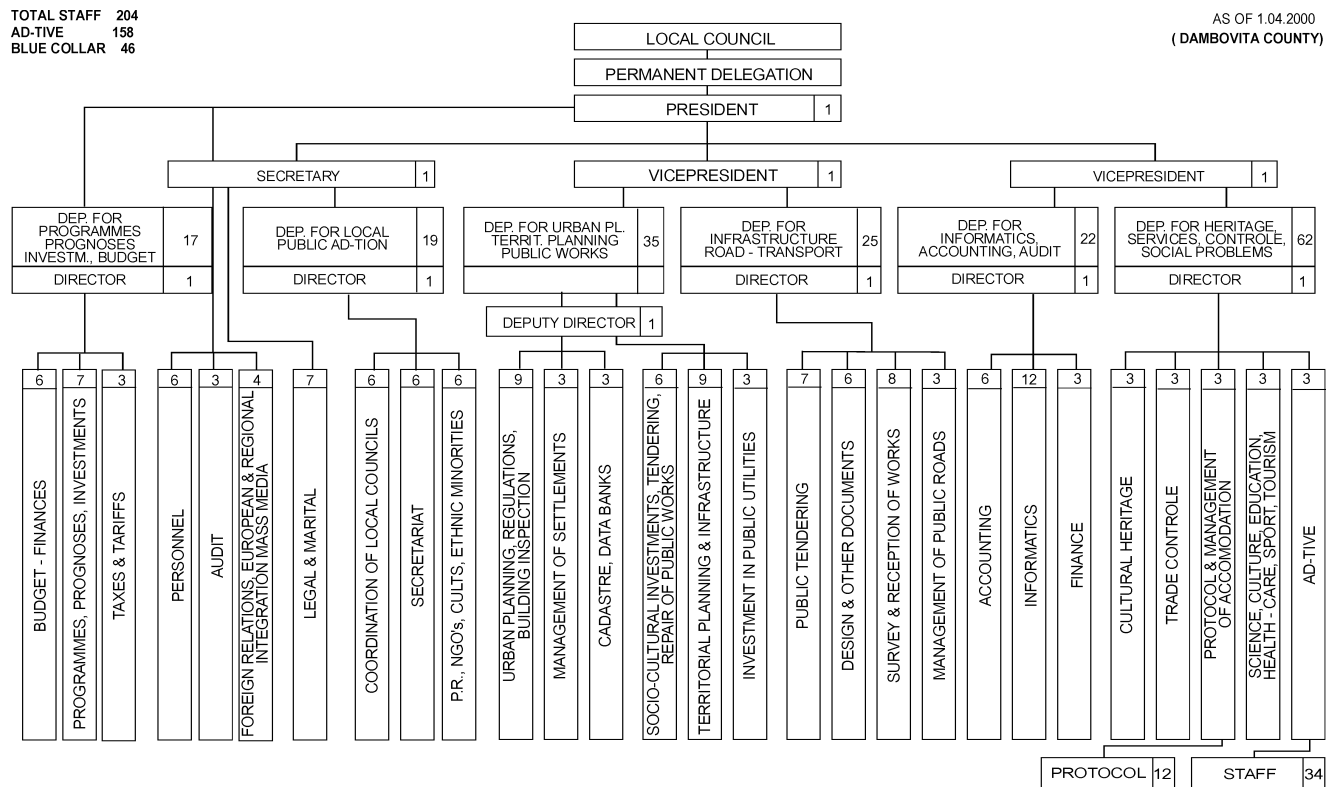 TOTAL STAFF 204
AD-TIVE 158
BLUE COLLAR 46
AS OF 1.04.2000
( DAMBOVITA COUNTY)
LOCAL COUNCIL
PERMANENT DELEGATION
PRESIDENT 1
SECRETARY 1
VICEPRESIDENT 1
VICEPRESIDENT 1
DEP. FOR
PROGRAMMES
PROGNOSES
INVESTM., BUDGET
17
DIRECTOR 1
DEP. FOR LOCAL
PUBLIC AD-TION
19
DIRECTOR 1
DEP. FOR URBAN PL.
TERRIT. PLANNING
PUBLIC WORKS
35
DIRECTOR 1
DEP. FOR
INFRASTRUCTURE
ROAD - TRANSPORT
25
DIRECTOR 1
DEP. FOR
INFORMATICS,
ACCOUNTING, AUDIT
22
DIRECTOR 1
DEP. FOR HERITAGE,
SERVICES, CONTROLE,
SOCIAL PROBLEMS
62
DIRECTOR 1
DEPUTY DIRECTOR 1
6
BUDGET - FINANCES
7
PROGRAMMES, PROGNOSES, INVESTMENTS
3
TAXES & TARIFFS
6
PERSONNEL
3
AUDIT
4
FOREIGN RELATIONS, EUROPEAN & REGIONAL
INTEGRATION MASS MEDIA
7
LEGAL & MARITAL
6
COORDINATION OF LOCAL COUNCILS
6
SECRETARIAT
6
P.R., NGO's, CULTS, ETHNIC MINORITIES
9
URBAN PLANNING, REGULATIONS,
BUILDING INSPECTION
3
MANAGEMENT OF SETTLEMENTS
3
CADASTRE, DATA BANKS
6
SOCIO-CULTURAL INVESTMENTS, TENDERING,
REPAIR OF PUBLIC WORKS
9
TERRITORIAL PLANNING & INFRASTRUCTURE
3
INVESTMENT IN PUBLIC UTILITIES
7
PUBLIC TENDERING
6
DESIGN & OTHER DOCUMENTS
8
SURVEY & RECEPTION OF WORKS
3
MANAGEMENT OF PUBLIC ROADS
6
ACCOUNTING
12
INFORMATICS
3
FINANCE
3
CULTURAL HERITAGE
3
TRADE CONTROLE
3
PROTOCOL & MANAGEMENT
OF ACCOMODATION
3
SCIENCE, CULTURE, EDUCATION,
HEALTH - CARE, SPORT, TOURISM
3
AD-TIVE
PROTOCOL 12
STAFF 34